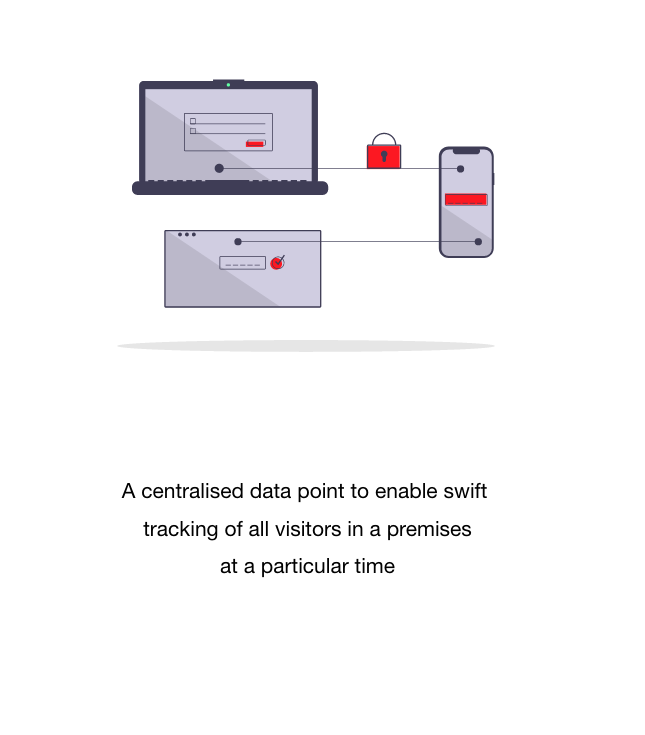 A centralised data point to enable swift
tracking of all visitors in a premises
at a particular time